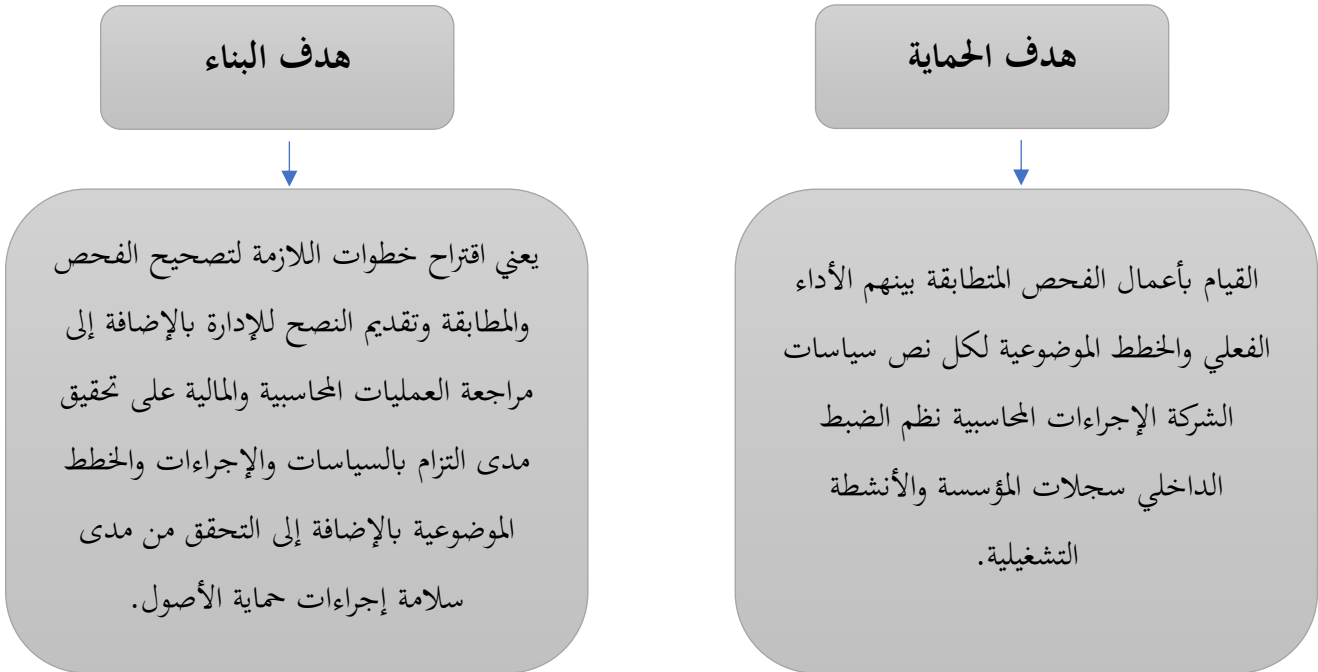 هدف الحماية
القيام بأعمال الفحص المتطابقة بينهم الأداء
الفعلي والخطط الموضوعية لكل نص سياسات
الشركة الإجراءات المحاسبية نظم الضبط
الداخلي سجلات المؤسسة والأنشطة
التشغيلية.
هدف البناء
يعني اقتراح خطوات اللازمة لتصحيح الفحص
والمطابقة وتقديم النصح للإدارة بالإضافة إلى
مراجعة العمليات المحاسبية والمالية على تحقيق
مدى التزام بالسياسات والإجراءات والخطط
الموضوعية بالإضافة إلى التحقق من مدى
سلامة إجراءات حماية الأصول.